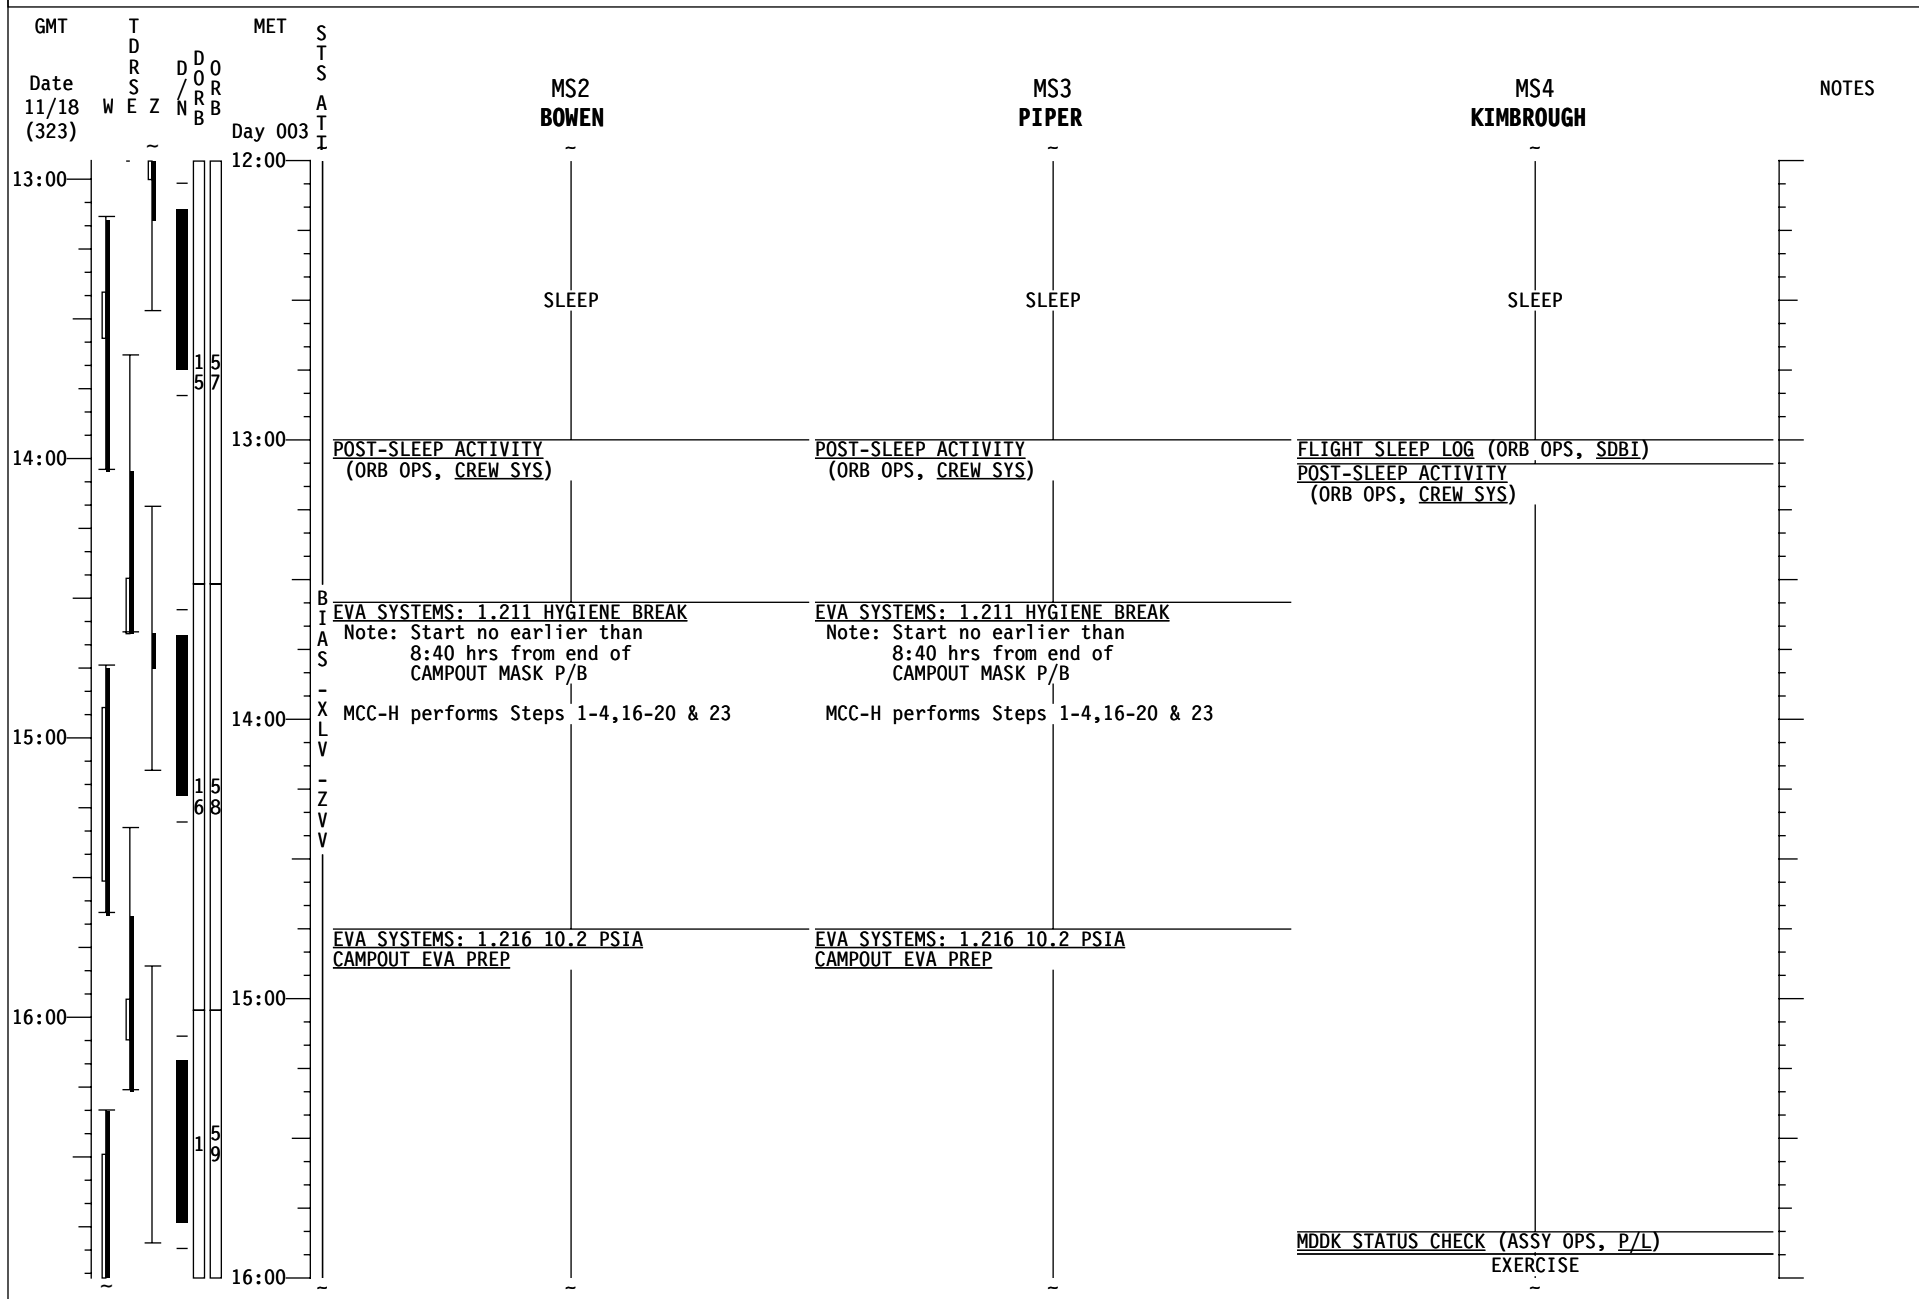 GMT
TDRS
MET
STS ATT
Date
11/18
(323)
W E Z
D/N
DORB
ORB
Day 003
MS2
BOWEN
MS3
PIPER
MS4
KIMBROUGH
NOTES
~
~ ~ ~
12:00
13:00
SLEEP SLEEP SLEEP
15
57
13:00
14:00
POST-SLEEP ACTIVITY
(ORB OPS, CREW SYS)
POST-SLEEP ACTIVITY
(ORB OPS, CREW SYS)
FLIGHT SLEEP LOG (ORB OPS, SDBI)
POST-SLEEP ACTIVITY
(ORB OPS, CREW SYS)
BIAS -XLV -ZVV
EVA SYSTEMS: 1.211 HYGIENE BREAK
Note: Start no earlier than
8:40 hrs from end of
CAMPOUT MASK P/B
MCC-H performs Steps 1-4,16-20 & 23
EVA SYSTEMS: 1.211 HYGIENE BREAK
Note: Start no earlier than
8:40 hrs from end of
CAMPOUT MASK P/B
MCC-H performs Steps 1-4,16-20 & 23
14:00
15:00
16
58
EVA SYSTEMS: 1.216 10.2 PSIA
CAMPOUT EVA PREP
EVA SYSTEMS: 1.216 10.2 PSIA
CAMPOUT EVA PREP
15:00
16:00
1
59
MDDK STATUS CHECK (ASSY OPS, P/L)
EXERCISE
16:00
~ ~ ~ ~ ~